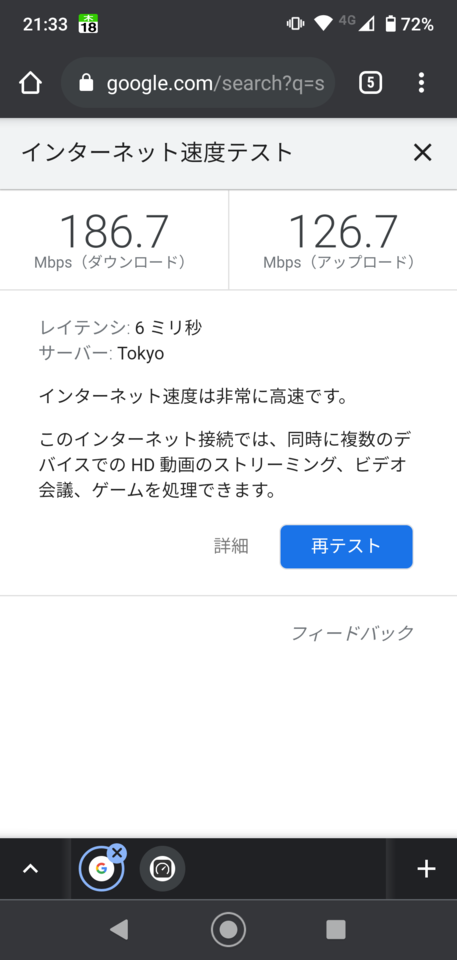 21:33 木 18 4G 72%
google.com/search?q=s 5
インターネット速度テスト
186.7 126.7
Mbps（ダウンロード） Mbps（アップロード）
レイテンシ: 6 ミリ秒
サーバー: Tokyo
インターネット速度は非常に高速です。
このインターネット接続では、同時に複数のデ
バイスでの HD 動画のストリーミング、ビデオ
会議、ゲームを処理できます。
詳細 再テスト
フィードバック
G